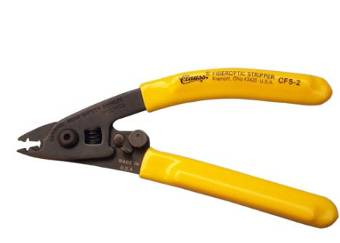 Clauss
FIBEROPTIC STRIPPER
Fremont, Ohio 43420 U.S.A.
CFS-2
MADE IN
U.S.A.